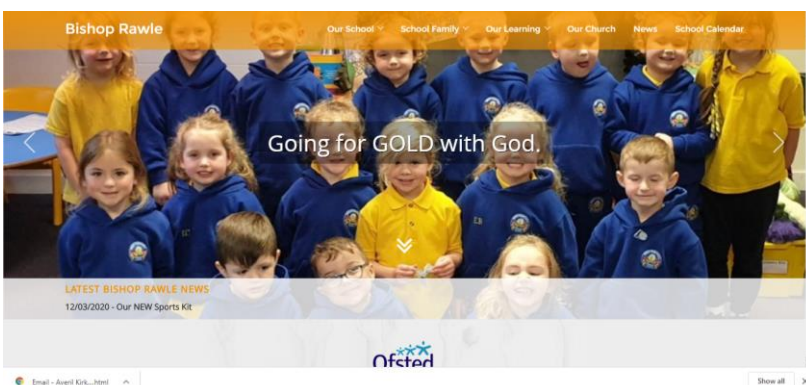 Bishop Rawle
Our School School Family Our Learning Our Church News School Calendar
Going for GOLD with God.
LATEST BISHOP RAWLE NEWS
12/03/2020 - Our NEW Sports Kit
Ofsted
Email - Averil Kirk....html
Show all